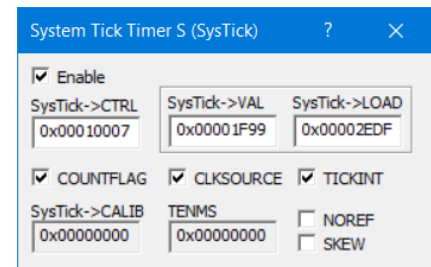 System Tick Timer S (SysTick) ? ×
Enable
SysTick->CTRL SysTick->VAL SysTick->LOAD
0x00010007 0x00001F99 0x00002EDF
COUNTFLAG CLKSOURCE TICKINT
SysTick->CALIB TENMS NOREF
0x00000000 0x00000000 SKEW